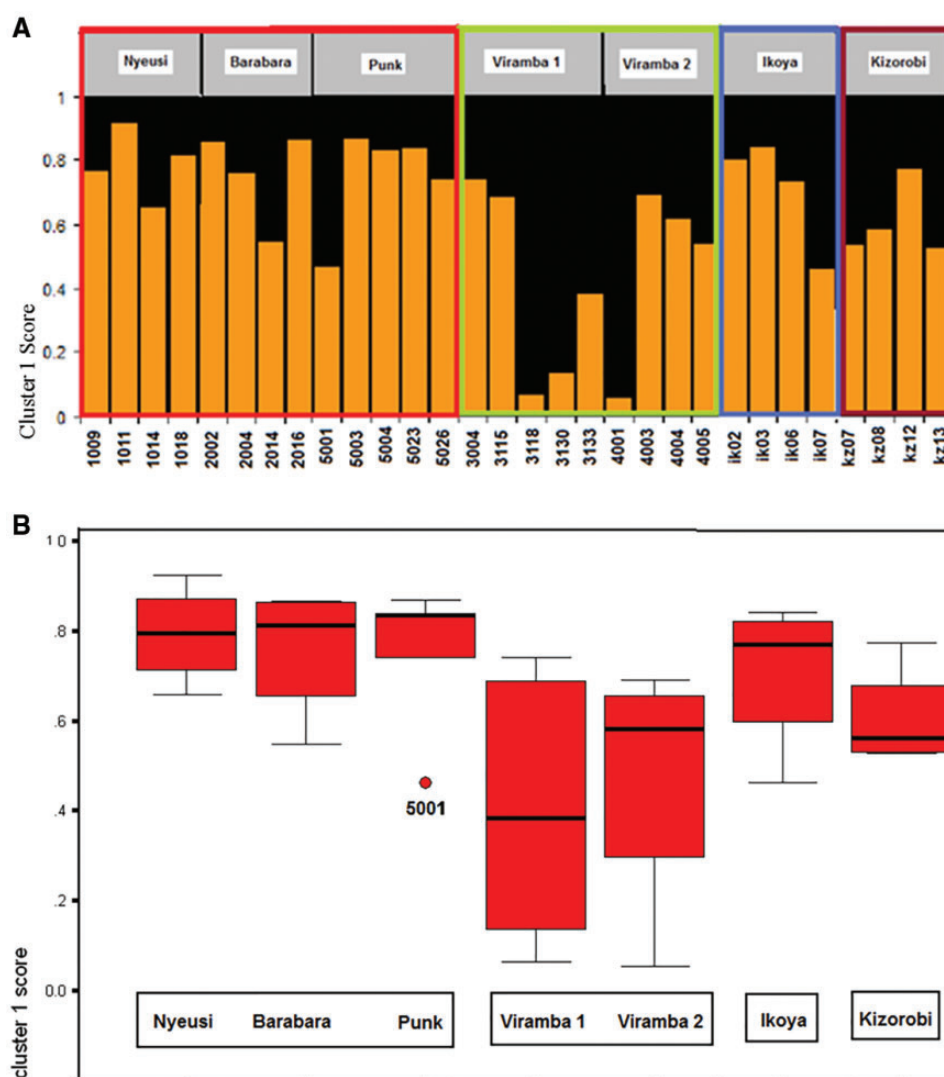 A
Nyeusi Barabara Punk Viramba 1 Viramba 2 Ikoya Kizorobi
1
0.8
0.6
0.4
0.2
0
Cluster 1 Score
1009 1011 1014 1018 2002 2004 2014 2016 5001 5003 5004 5023 5026 3004 3115 3118 3130 3133 4001 4003 4004 4005 ik02 ik03 ik06 ik07 kz07 kz08 kz12 kz13
B
1.0
.8
.6
.4
.2
0.0
5001
cluster 1 score
Nyeusi Barabara Punk Viramba 1 Viramba 2 Ikoya Kizorobi